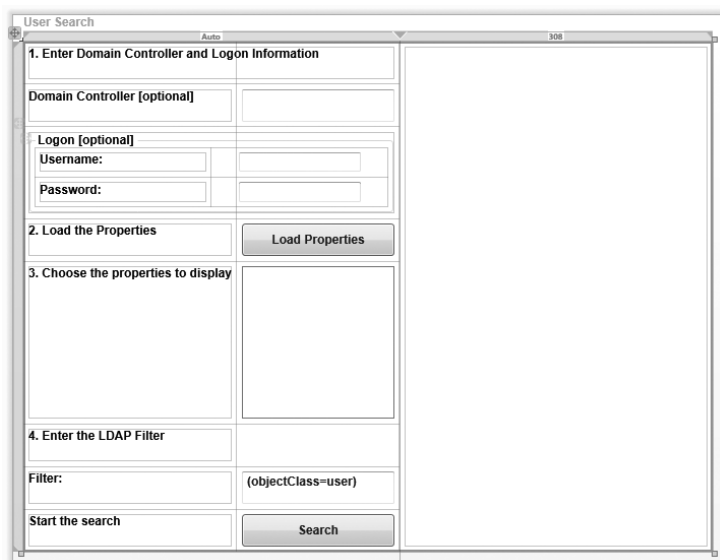 User Search
Auto
308
1. Enter Domain Controller and Logon Information
Domain Controller [optional]
Logon [optional]
Username:
Password:
2. Load the Properties
Load Properties
3. Choose the properties to display
4. Enter the LDAP Filter
Filter:
(objectClass=user)
Start the search
Search